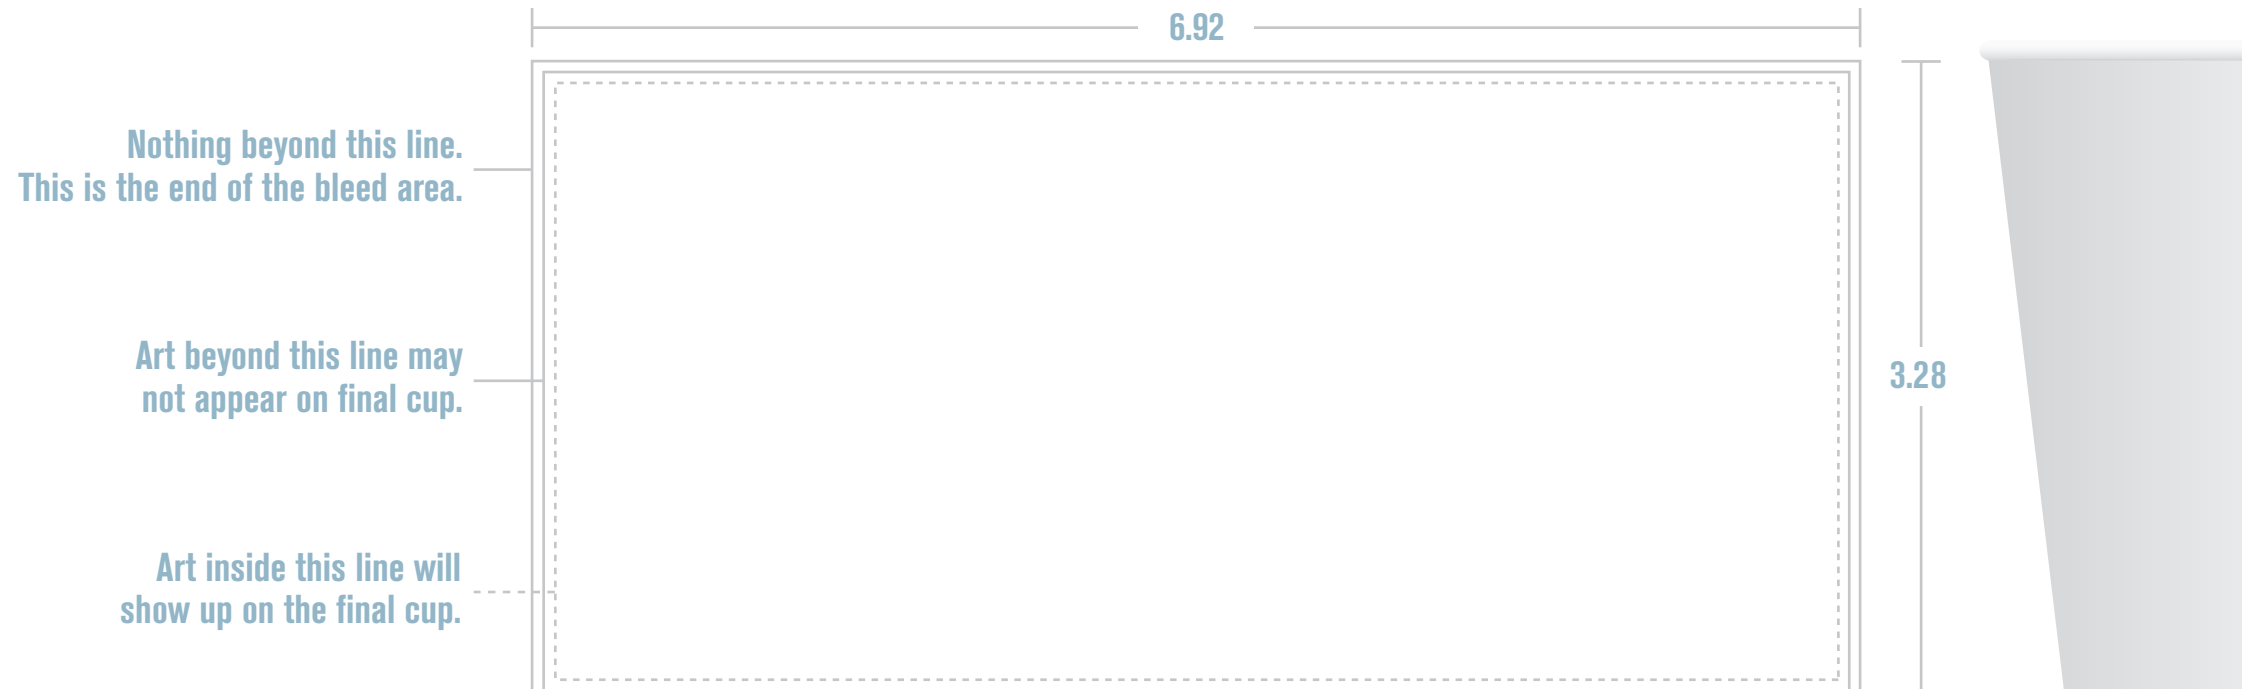 6.92
Nothing beyond this line.
This is the end of the bleed area.
Art beyond this line may
not appear on final cup.
3.28
Art inside this line will
show up on the final cup.